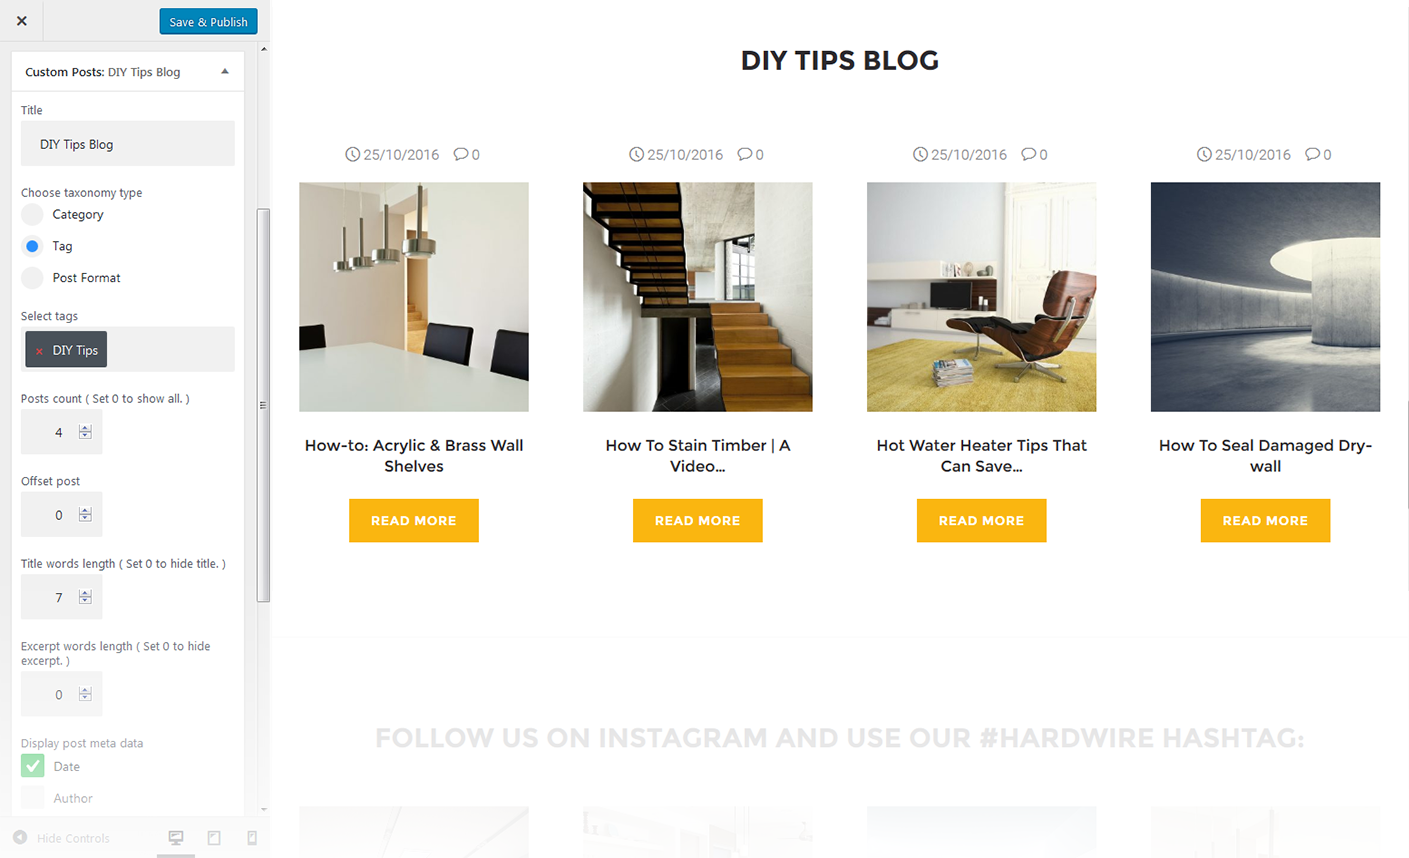 Save & Publish
Custom Posts: DIY Tips Blog
Title
DIY Tips Blog
Choose taxonomy type
Category
Tag
Post Format
Select tags
x DIY Tips
Posts count ( Set 0 to show all. )
4
Offset post
0
Title words length ( Set 0 to hide title. )
7
Excerpt words length ( Set 0 to hide
excerpt. )
0
Display post meta data
Date
Author
Hide Controls
DIY TIPS BLOG
25/10/2016 0
25/10/2016 0
25/10/2016 0
25/10/2016 0
How-to: Acrylic & Brass Wall
Shelves
READ MORE
How To Stain Timber | A
Video...
READ MORE
Hot Water Heater Tips That
Can Save...
READ MORE
How To Seal Damaged Dry-
wall
READ MORE
FOLLOW US ON INSTAGRAM AND USE OUR #HARDWIRE HASHTAG: